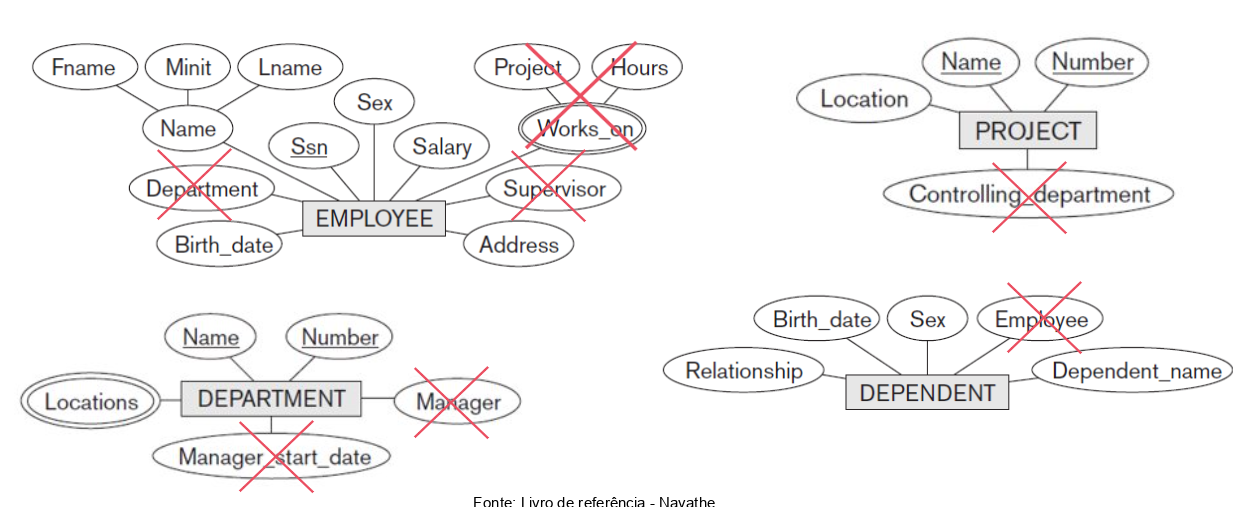 Fname
Minit
Lname
Project
Hours
Name
Sex
Works_on
Ssn
Salary
Department
Supervisor
EMPLOYEE
Birth_date
Address
Name
Number
Location
PROJECT
Controlling_department
Name
Number
Locations
DEPARTMENT
Manager
Manager_start_date
Birth_date
Sex
Employee
Relationship
Dependent_name
DEPENDENT
Fonte: Livro de referência - Navathe